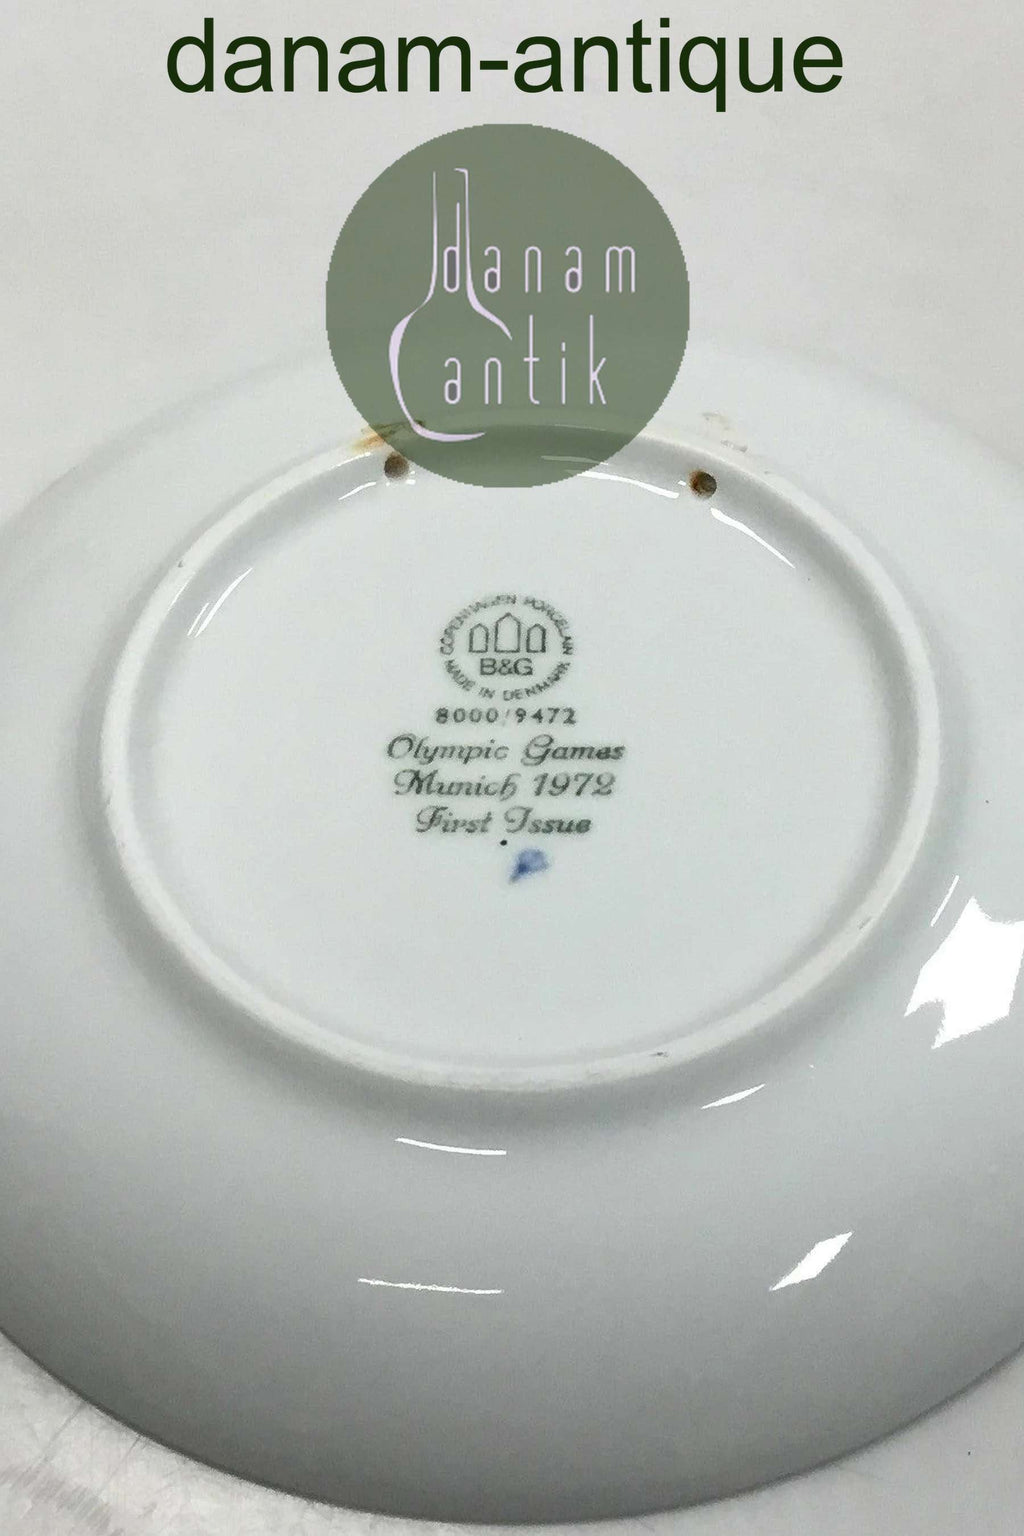 danam-antique
danam
antik
COPENHAGEN PORCELAIN
B&G
MADE IN DENMARK
8000/9472
Olympic Games
Munich 1972
First Issue